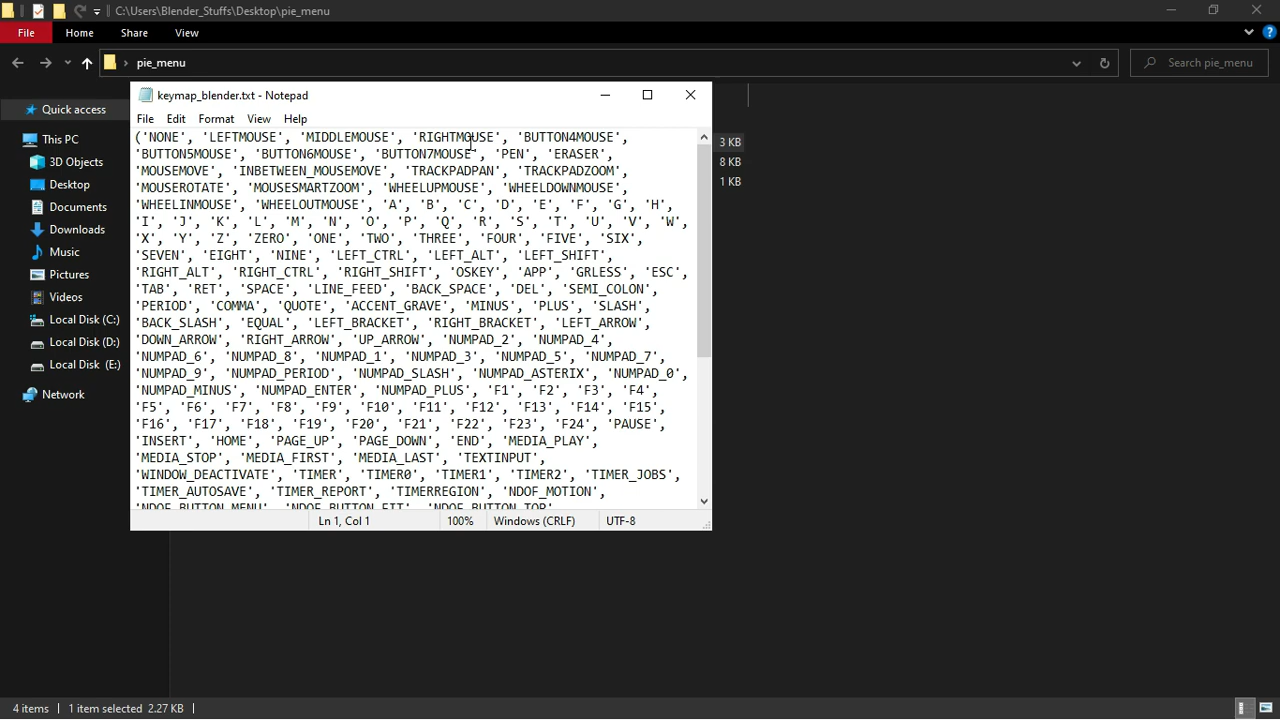 C:\Users\Blender_Stuffs\Desktop\pie_menu
File Home Share View
pie_menu
Search pie_menu
Quick access
This PC
3D Objects
Desktop
Documents
Downloads
Music
Pictures
Videos
Local Disk (C:)
Local Disk (D:)
Local Disk (E:)
Network
keymap_blender.txt - Notepad
File Edit Format View Help
('NONE', 'LEFTMOUSE', 'MIDDLEMOUSE', 'RIGHTMOUSE', 'BUTTON4MOUSE',
'BUTTON5MOUSE', 'BUTTON6MOUSE', 'BUTTON7MOUSE', 'PEN', 'ERASER',
'MOUSEMOVE', 'INBETWEEN_MOUSEMOVE', 'TRACKPADPAN', 'TRACKPADZOOM',
'MOUSEROTATE', 'MOUSESMARTZOOM', 'WHEELUPMOUSE', 'WHEELDOWNMOUSE',
'WHEELINMOUSE', 'WHEELOUTMOUSE', 'A', 'B', 'C', 'D', 'E', 'F', 'G', 'H',
'I', 'J', 'K', 'L', 'M', 'N', 'O', 'P', 'Q', 'R', 'S', 'T', 'U', 'V', 'W',
'X', 'Y', 'Z', 'ZERO', 'ONE', 'TWO', 'THREE', 'FOUR', 'FIVE', 'SIX',
'SEVEN', 'EIGHT', 'NINE', 'LEFT_CTRL', 'LEFT_ALT', 'LEFT_SHIFT',
'RIGHT_ALT', 'RIGHT_CTRL', 'RIGHT_SHIFT', 'OSKEY', 'APP', 'GRLESS', 'ESC',
'TAB', 'RET', 'SPACE', 'LINE_FEED', 'BACK_SPACE', 'DEL', 'SEMI_COLON',
'PERIOD', 'COMMA', 'QUOTE', 'ACCENT_GRAVE', 'MINUS', 'PLUS', 'SLASH',
'BACK_SLASH', 'EQUAL', 'LEFT_BRACKET', 'RIGHT_BRACKET', 'LEFT_ARROW',
'DOWN_ARROW', 'RIGHT_ARROW', 'UP_ARROW', 'NUMPAD_2', 'NUMPAD_4',
'NUMPAD_6', 'NUMPAD_8', 'NUMPAD_1', 'NUMPAD_3', 'NUMPAD_5', 'NUMPAD_7',
'NUMPAD_9', 'NUMPAD_PERIOD', 'NUMPAD_SLASH', 'NUMPAD_ASTERIX', 'NUMPAD_0',
'NUMPAD_MINUS', 'NUMPAD_ENTER', 'NUMPAD_PLUS', 'F1', 'F2', 'F3', 'F4',
'F5', 'F6', 'F7', 'F8', 'F9', 'F10', 'F11', 'F12', 'F13', 'F14', 'F15',
'F16', 'F17', 'F18', 'F19', 'F20', 'F21', 'F22', 'F23', 'F24', 'PAUSE',
'INSERT', 'HOME', 'PAGE_UP', 'PAGE_DOWN', 'END', 'MEDIA_PLAY',
'MEDIA_STOP', 'MEDIA_FIRST', 'MEDIA_LAST', 'TEXTINPUT',
'WINDOW_DEACTIVATE', 'TIMER', 'TIMER0', 'TIMER1', 'TIMER2', 'TIMER_JOBS',
'TIMER_AUTOSAVE', 'TIMER_REPORT', 'TIMERREGION', 'NDOF_MOTION',
'NDOF_BUTTON_MENU', 'NDOF_BUTTON_FIT', 'NDOF_BUTTON_TOP',
Ln 1, Col 1 100% Windows (CRLF) UTF-8
3 KB
8 KB
1 KB
4 items 1 item selected 2.27 KB